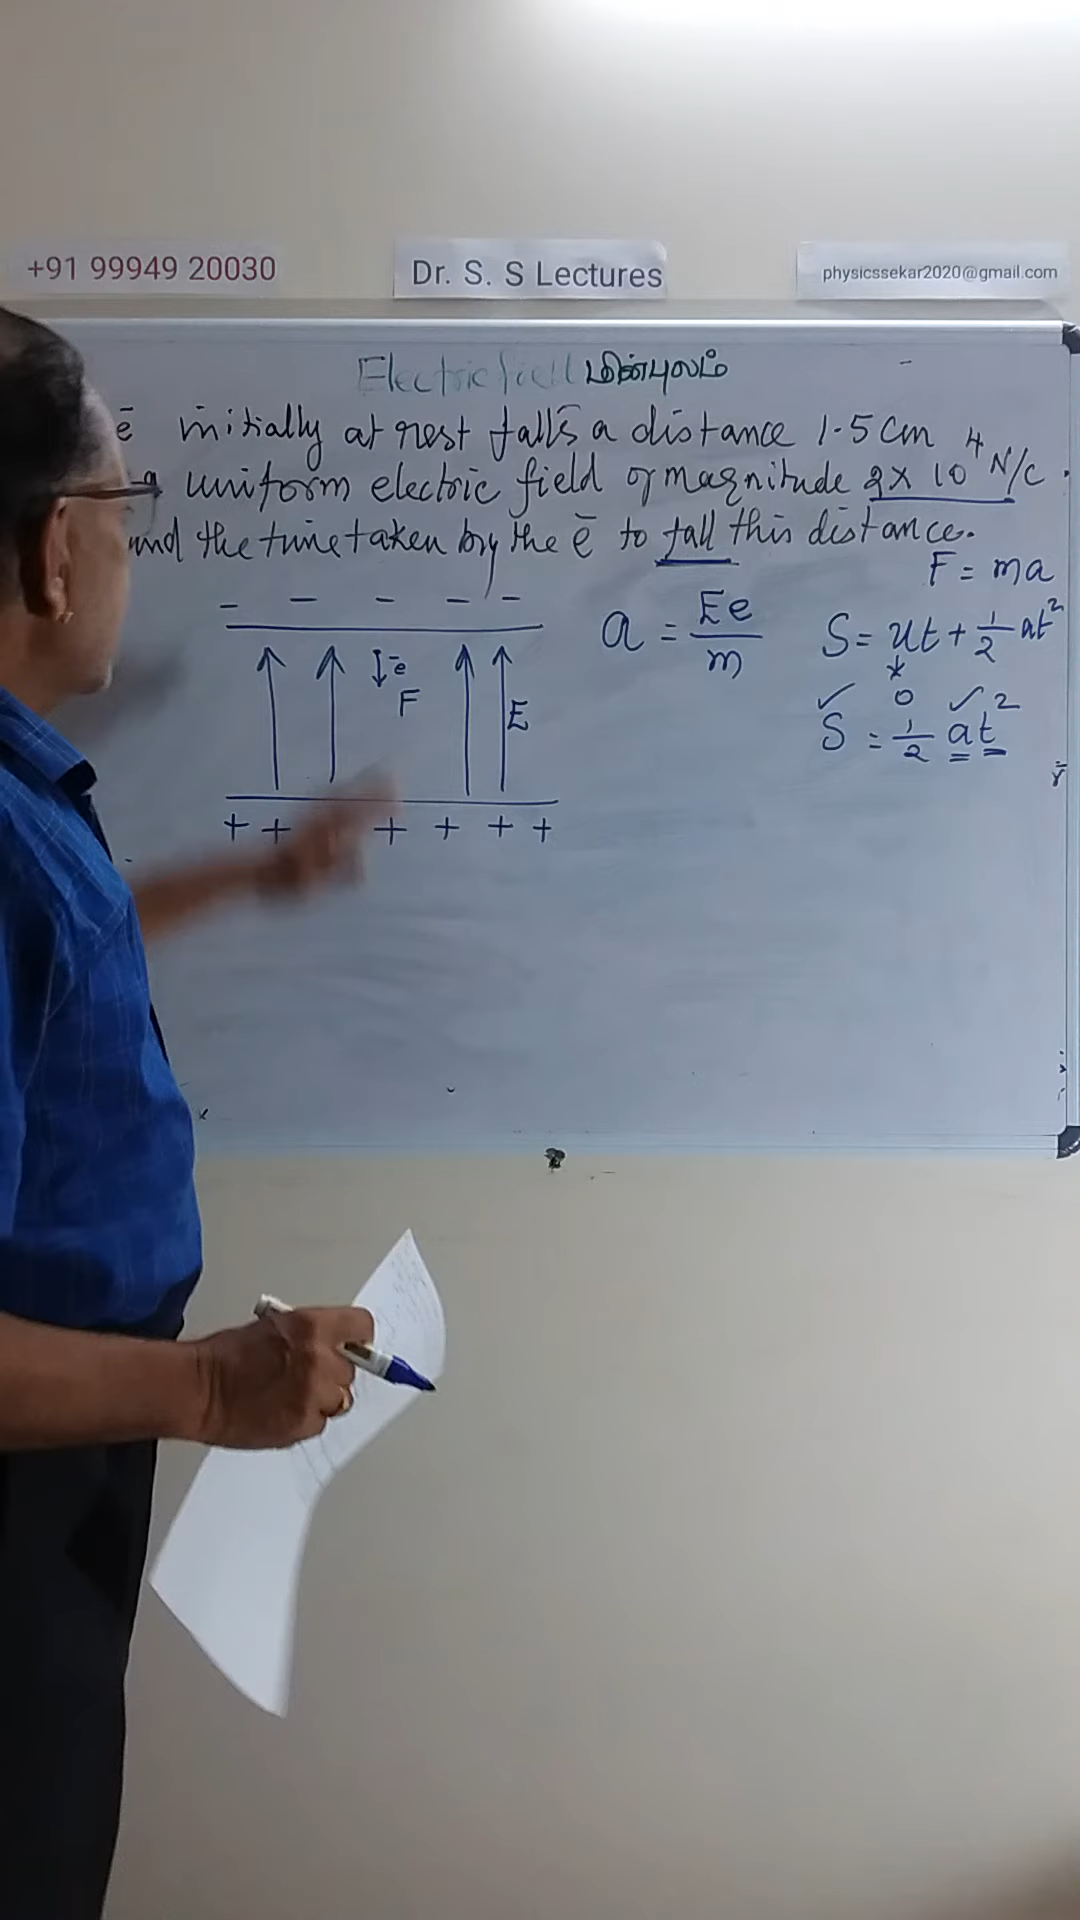 +91 99949 20030
Dr. S. S Lectures
physicssekar2020@gmail.com
Electric field மின்புலம்
ē initially at rest falls a distance 1.5 cm
uniform electric field of magnitude 2 x 10⁴ N/C.
the time taken by the ē to fall this distance.
F = ma
a = Ee/m
S = ut + 1/2 at²
0
S = 1/2 at²
- - - - -
ē
F
E
+ + + + + +